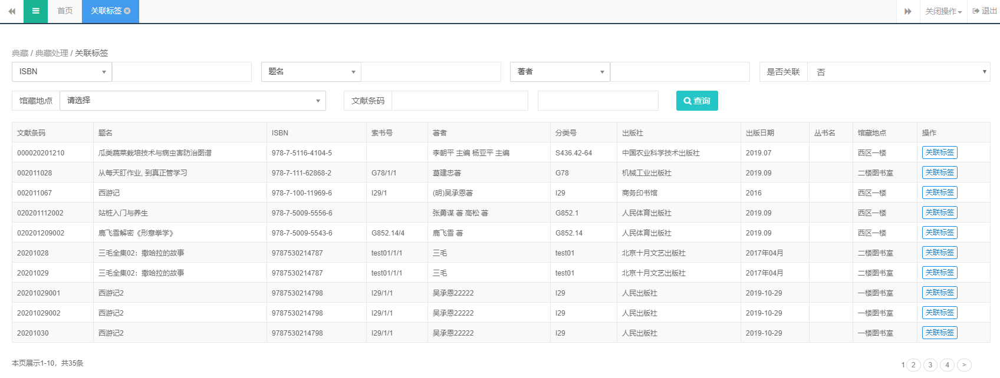 首页 关联标签 关闭操作 退出
典藏 / 典藏处理 / 关联标签
ISBN 题名 著者 是否关联 否
馆藏地点 请选择 文献条码 查询
文献条码 题名 ISBN 索书号 著者 分类号 出版社 出版日期 丛书名 馆藏地点 操作
000020201210 瓜类蔬菜栽培技术与病虫害防治图谱 978-7-5116-4104-5 李朝平 主编 杨亚平 主编 S436.42-64 中国农业科学技术出版社 2019.07 西区一楼 关联标签
002011028 从每天盯作业, 到真正管学习 978-7-111-62868-2 G78/1/1 葛建忠著 G78 机械工业出版社 2019.09 二楼图书室 关联标签
002011067 西游记 978-7-100-11969-6 I29/1 (明)吴承恩著 I29 商务印书馆 2016 西区一楼 关联标签
020201112002 站桩入门与养生 978-7-5009-5556-6 张勇谋 著 高松 著 G852.1 人民体育出版社 2019.09 西区一楼 关联标签
020201209002 鹿飞雪解密《形意拳学》 978-7-5009-5543-6 G852.14/4 鹿飞雪 著 G852.14 人民体育出版社 2019.09 西区一楼 关联标签
20201028 三毛全集02：撒哈拉的故事 9787530214787 test01/1/1 三毛 test01 北京十月文艺出版社 2017年04月 二楼图书室 关联标签
20201029 三毛全集02：撒哈拉的故事 9787530214787 test01/1/1 三毛 test01 北京十月文艺出版社 2017年04月 二楼图书室 关联标签
20201029001 西游记2 9787530214798 I29/1/1 吴承恩22222 I29 人民出版社 2019-10-29 一楼图书室 关联标签
20201029002 西游记2 9787530214798 I29/1/1 吴承恩22222 I29 人民出版社 2019-10-29 一楼图书室 关联标签
20201030 西游记2 9787530214798 I29/1/1 吴承恩22222 I29 人民出版社 2019-10-29 一楼图书室 关联标签
本页展示1-10，共35条 1 2 3 4 >